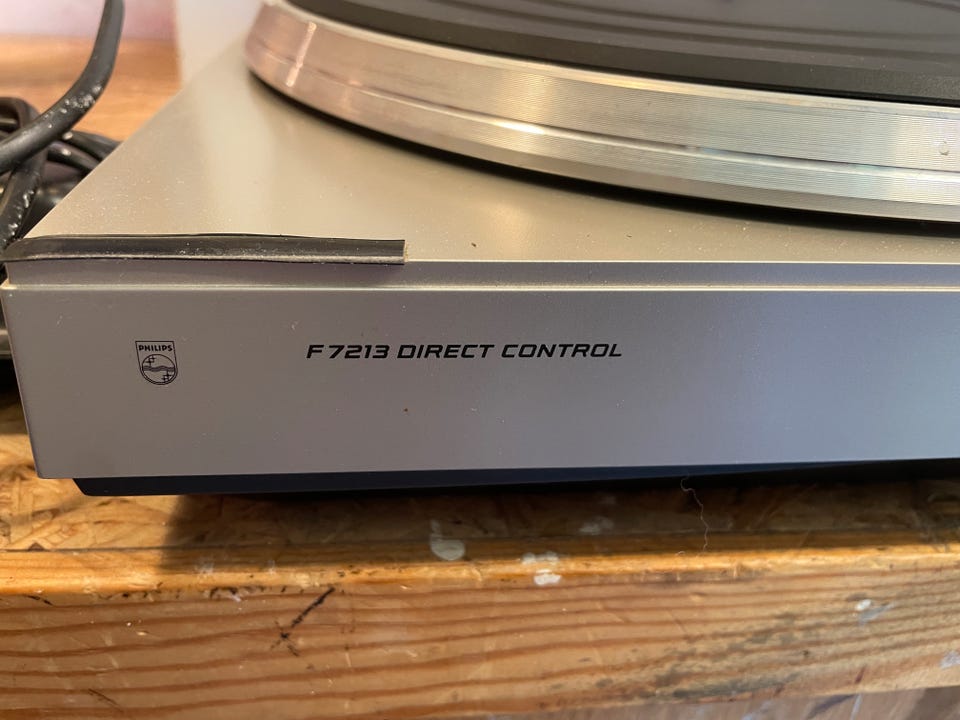 PHILIPS
F7213 DIRECT CONTROL